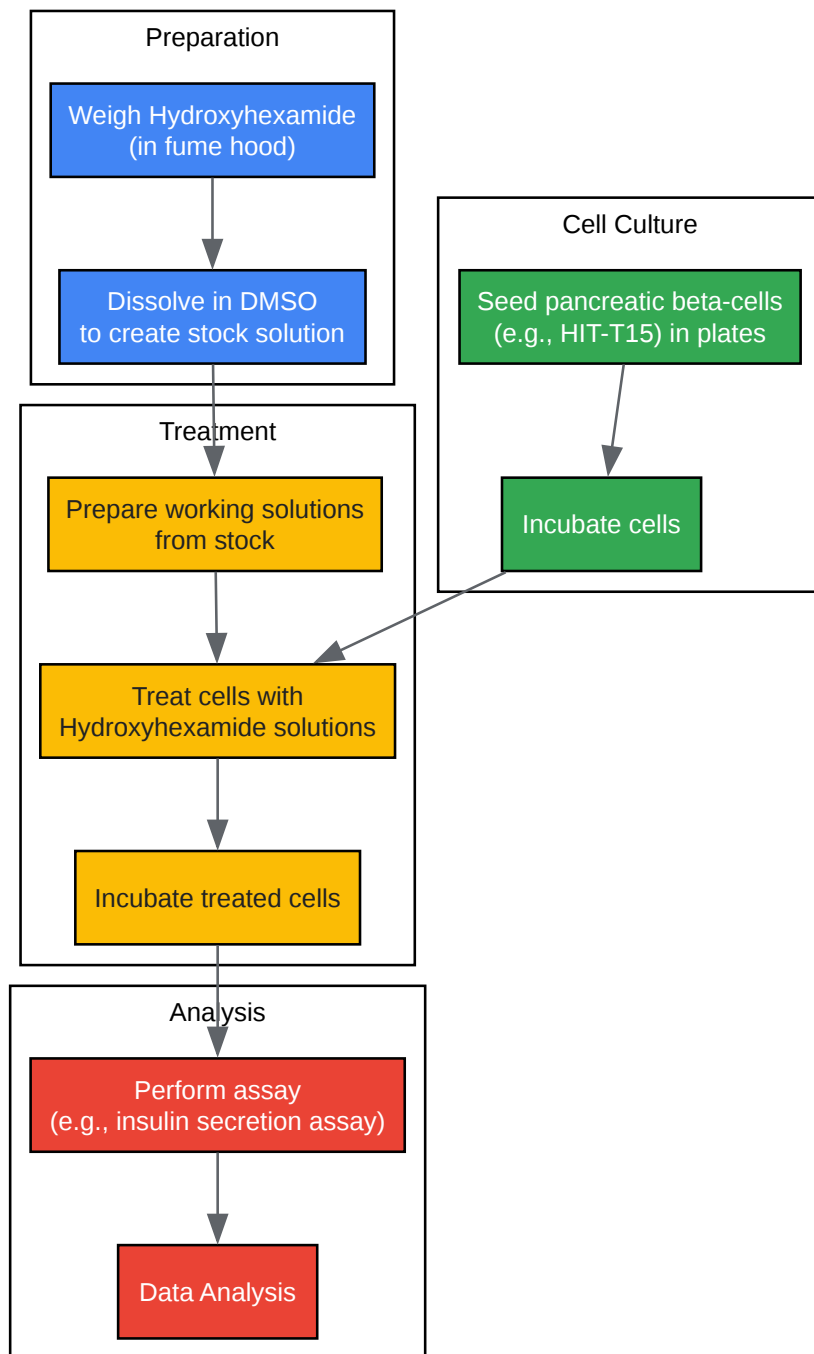 Preparation
Weigh Hydroxyhexamide
(in fume hood)
Dissolve in DMSO
to create stock solution
Cell Culture
Seed pancreatic beta-cells
(e.g., HIT-T15) in plates
Incubate cells
Treatment
Prepare working solutions
from stock
Treat cells with
Hydroxyhexamide solutions
Incubate treated cells
Analysis
Perform assay
(e.g., insulin secretion assay)
Data Analysis